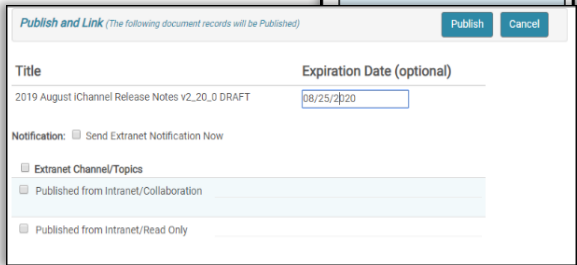 Publish and Link (The following document records will be Published)
Publish
Cancel
Title
Expiration Date (optional)
2019 August iChannel Release Notes v2_20_0 DRAFT
08/25/2020
Notification: Send Extranet Notification Now
Extranet Channel/Topics
Published from Intranet/Collaboration
Published from Intranet/Read Only